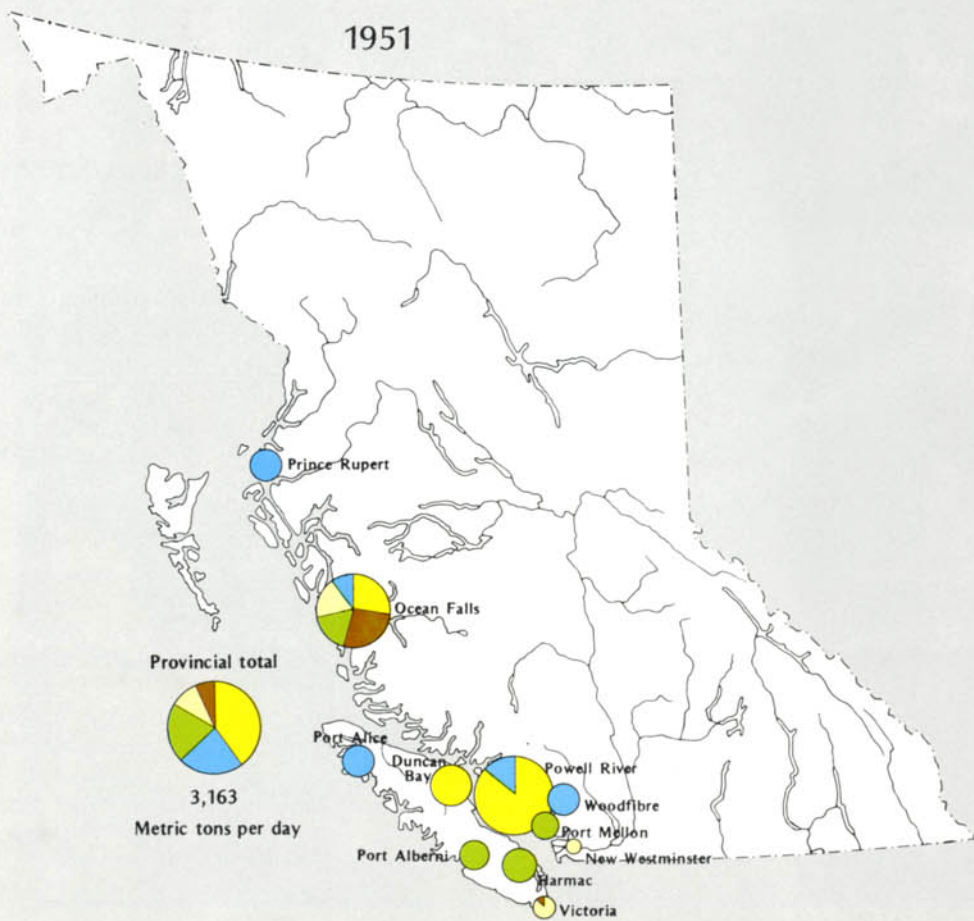 1951
Prince Rupert
Ocean Falls
Provincial total
3,163
Metric tons per day
Port Alice
Duncan
Bay
Powell River
Woodfibre
Port Mellon
New Westminster
Port Alberni
Harmac
Victoria